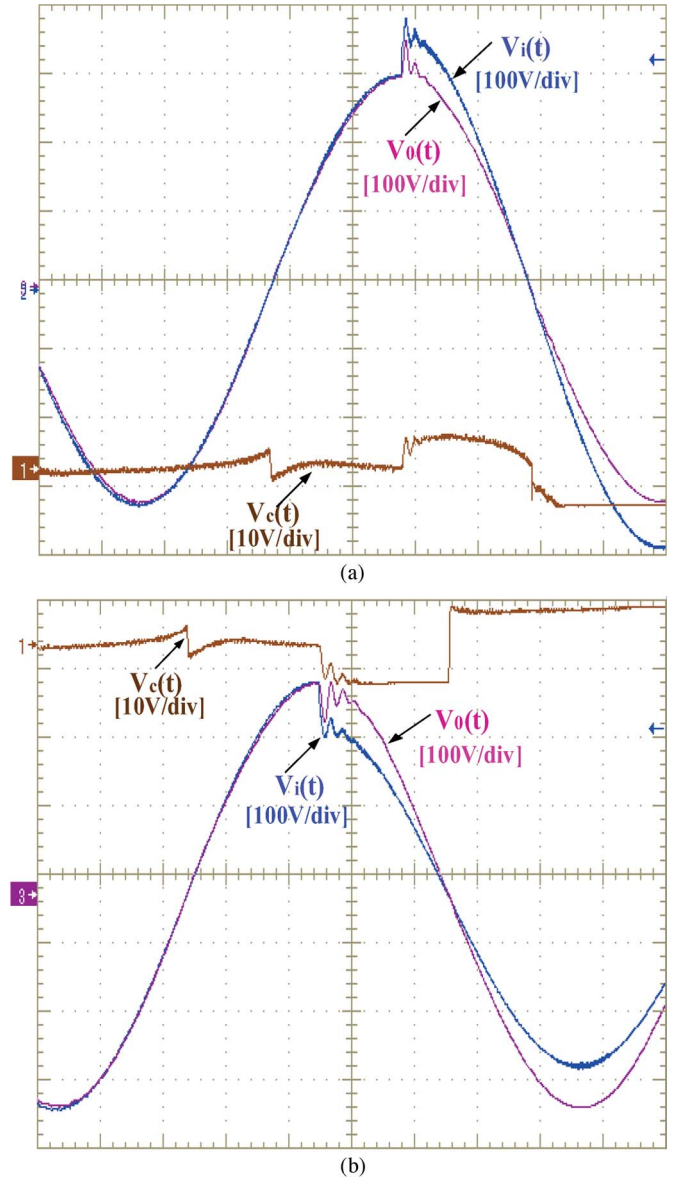 Vi(t)
[100V/div]
V0(t)
[100V/div]
1
Vc(t)
[10V/div]
(a)
1
Vc(t)
[10V/div]
V0(t)
[100V/div]
Vi(t)
[100V/div]
3
(b)